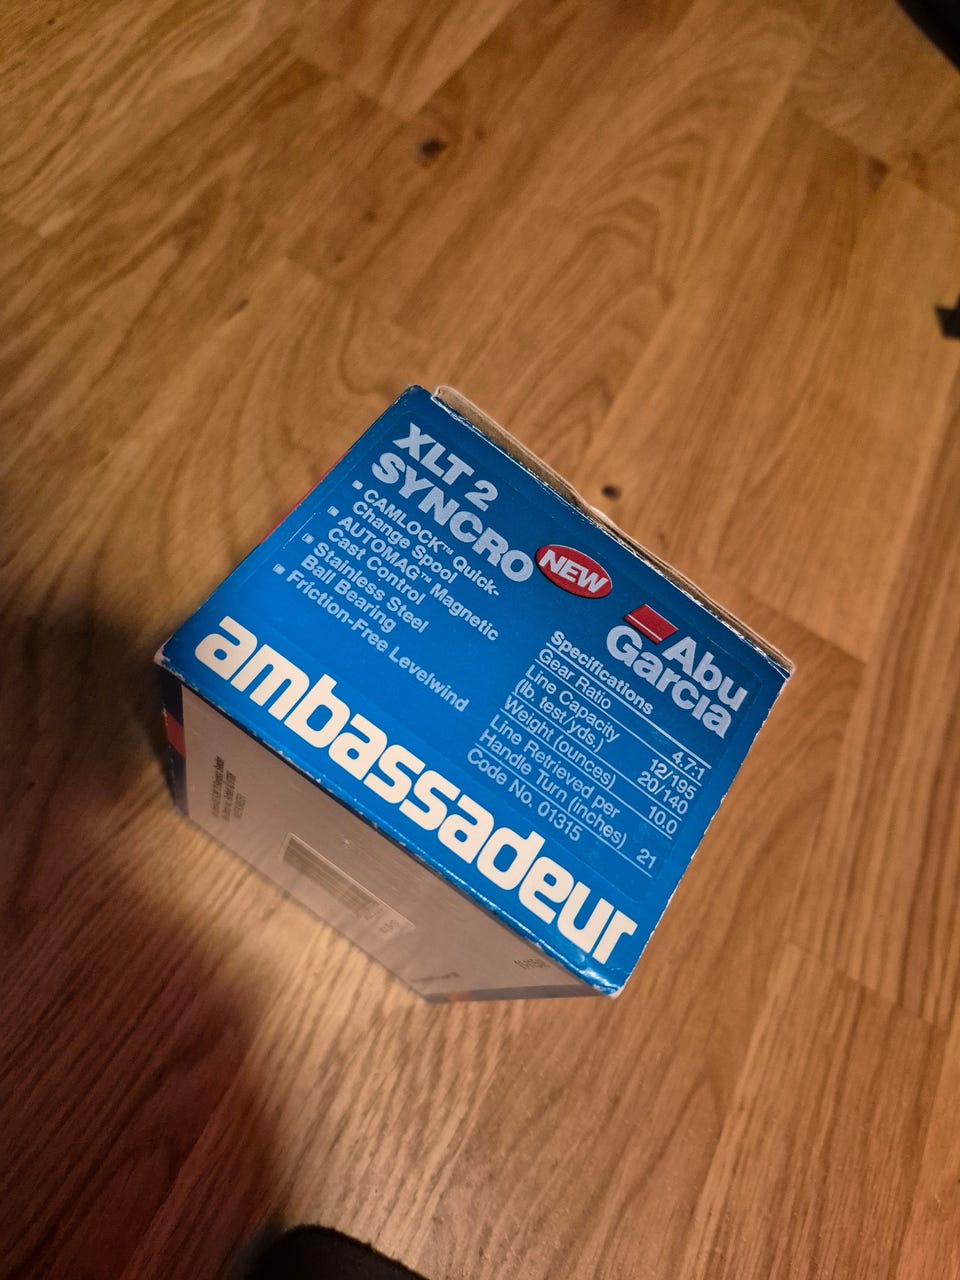 XLT 2
SYNCRO
NEW
CAMLOCK™ Quick-
Change Spool
AUTOMAG™ Magnetic
Cast Control
Stainless Steel
Ball Bearing
Friction-Free Levelwind
Abu
Garcia
Specifications
Gear Ratio 4.7:1
Line Capacity 12/195
(lb. test/yds.) 20/140
Weight (ounces) 10.0
Line Retrieved per
Handle Turn (inches) 21
Code No. 01315
ambassadeur